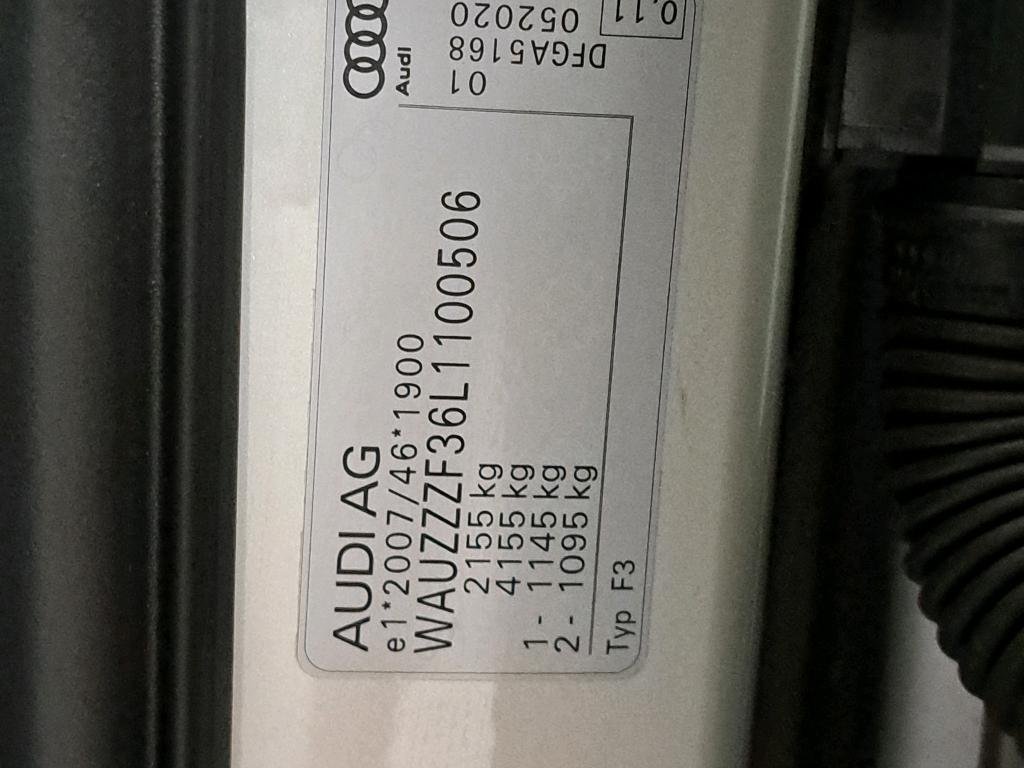 AUDI AG
e1*2007/46*1900
WAUZZZF36L1100506
2155 kg
4155 kg
1- 1145 kg
2- 1095 kg
Typ F3
Audi
01
DFGA5168
052020
0,11